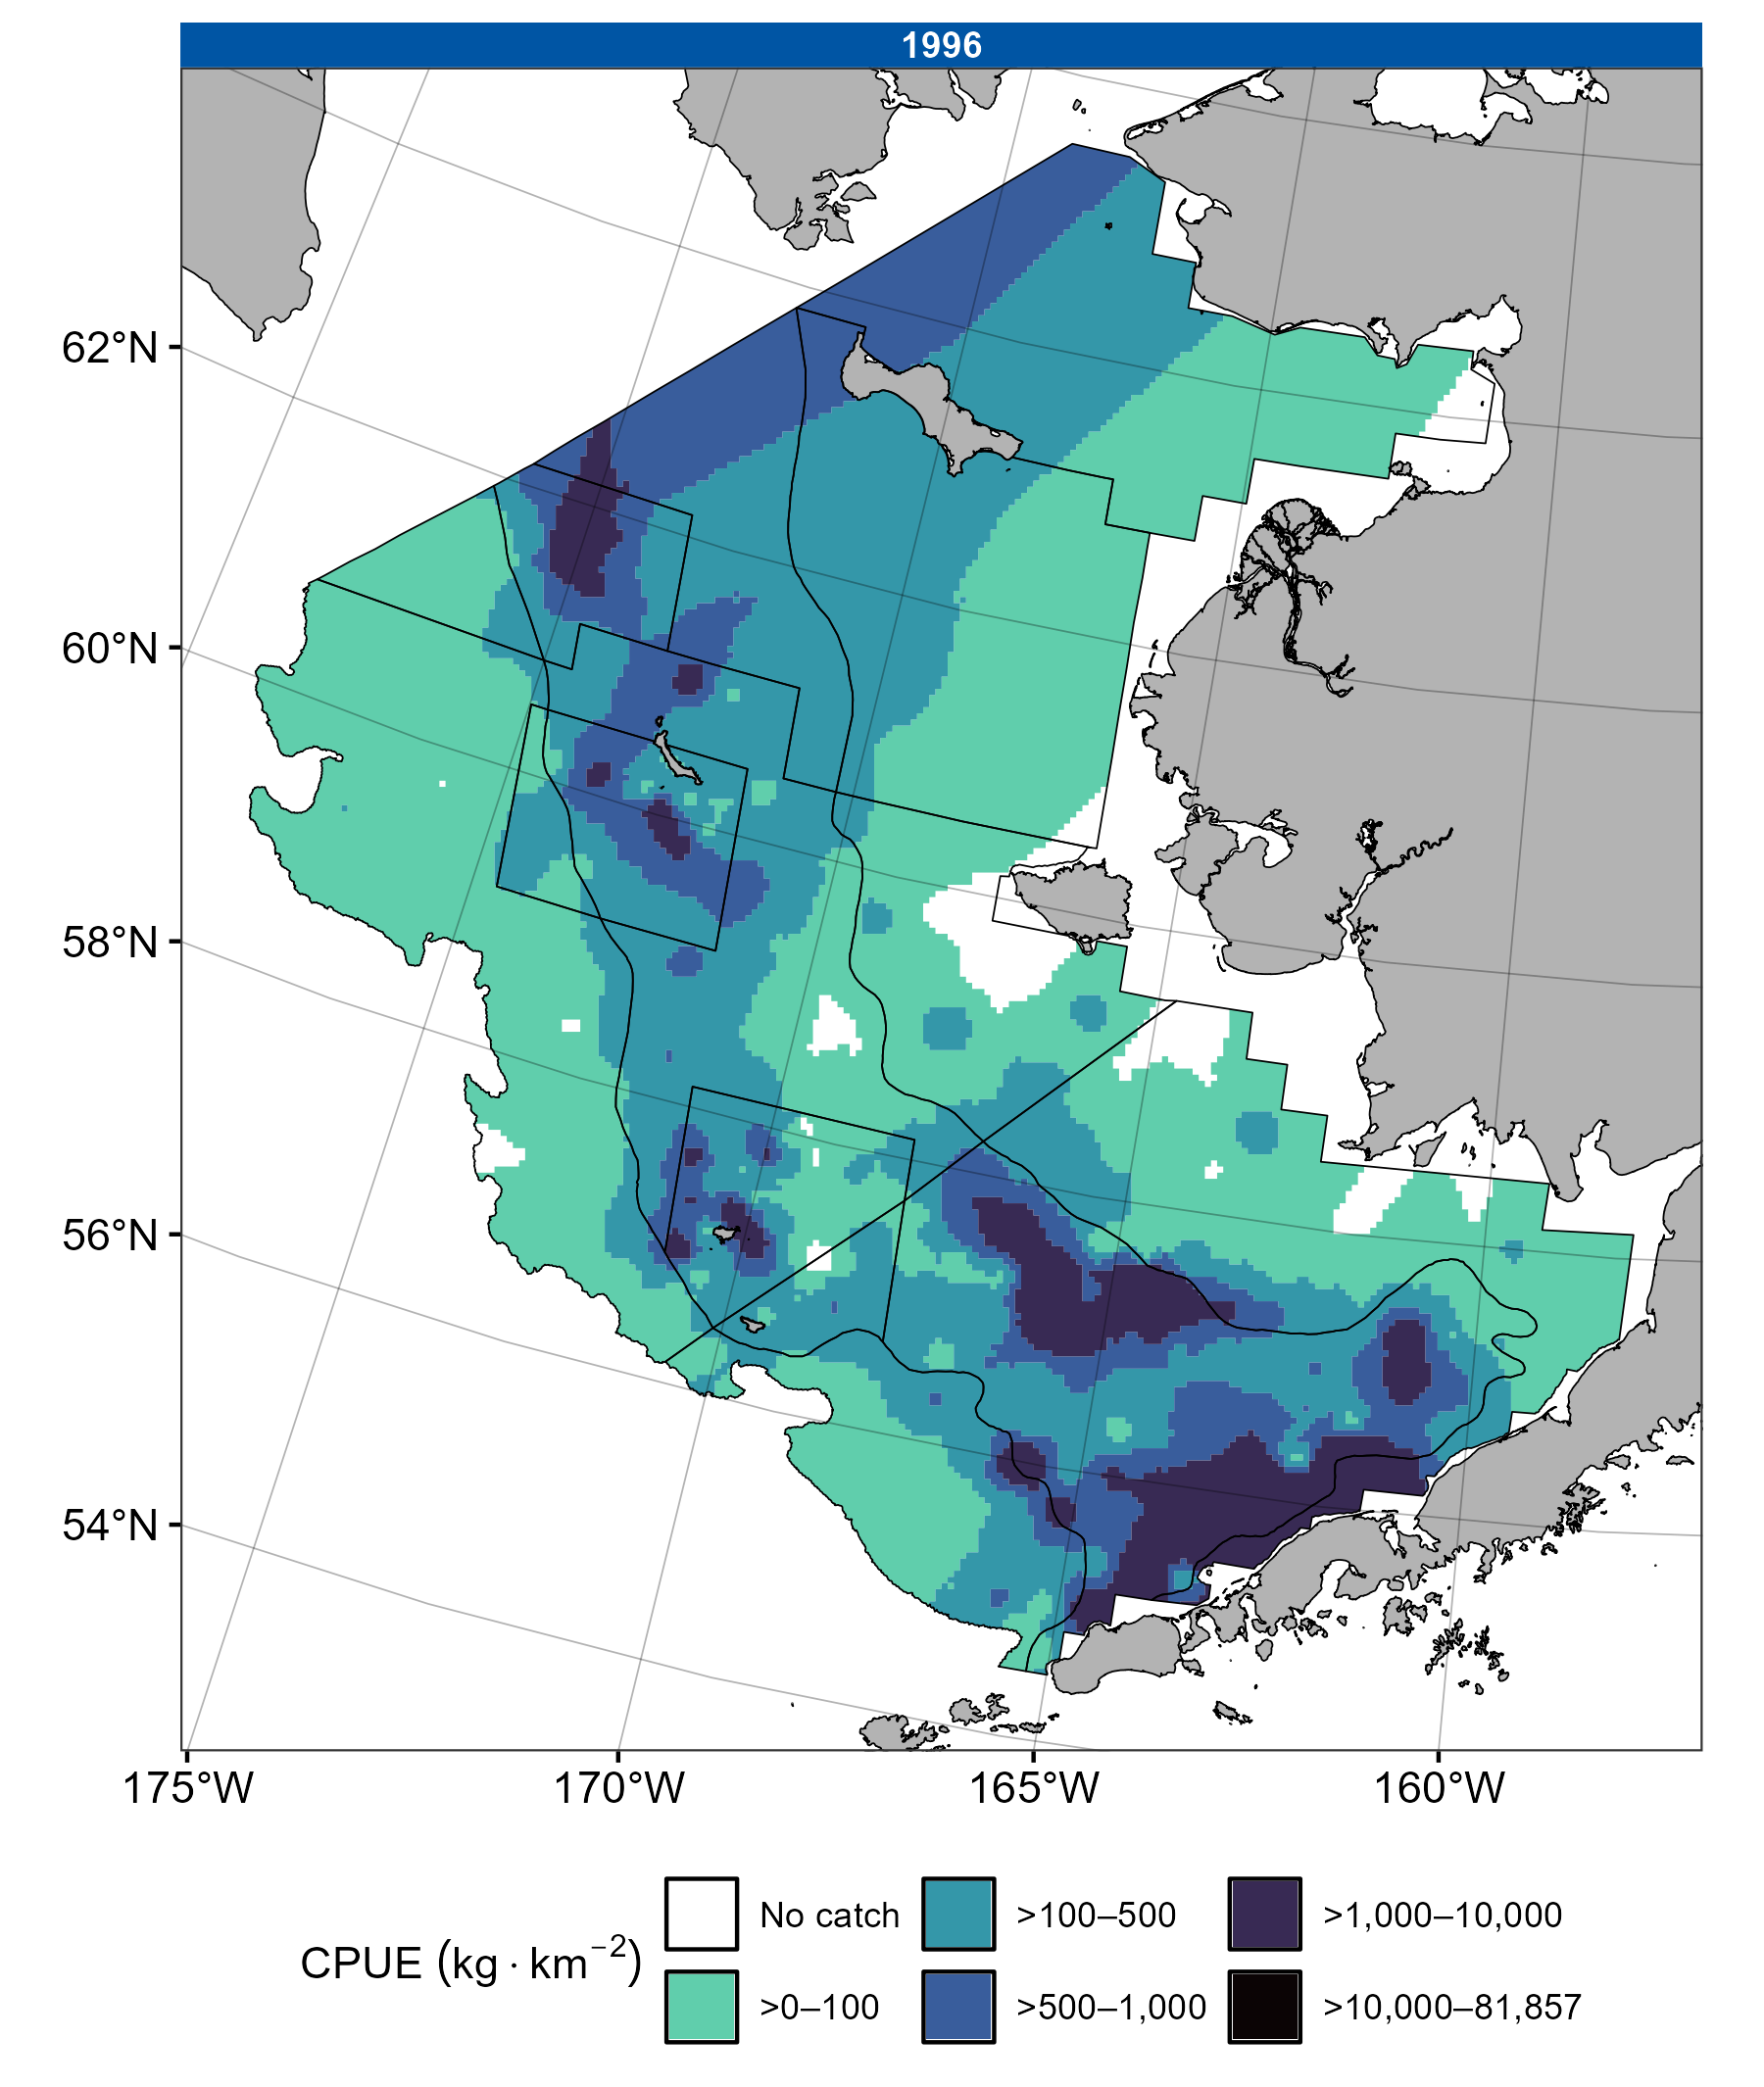 1996
62°N
60°N
58°N
56°N
54°N
175°W 170°W 165°W 160°W
CPUE (kg · km⁻²)
No catch
>0–100
>100–500
>500–1,000
>1,000–10,000
>10,000–81,857